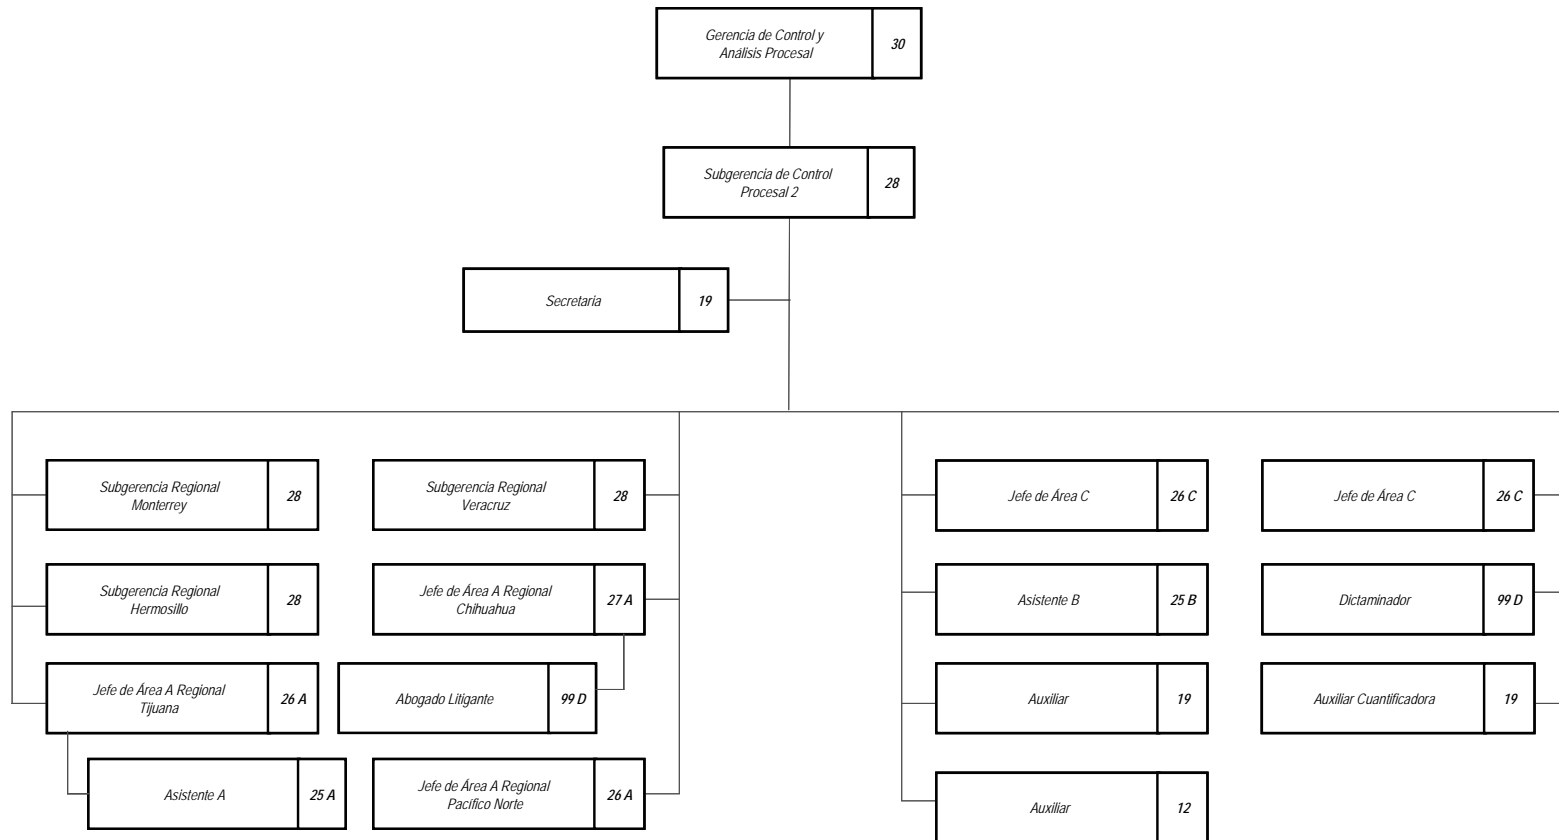 Gerencia de Control y
Análisis Procesal
30
Subgerencia de Control
Procesal 2
28
Secretaria
19
Subgerencia Regional
Monterrey
28
Subgerencia Regional
Veracruz
28
Jefe de Área C
26 C
Jefe de Área C
26 C
Subgerencia Regional
Hermosillo
28
Jefe de Área A Regional
Chihuahua
27 A
Asistente B
25 B
Dictaminador
99 D
Jefe de Área A Regional
Tijuana
26 A
Abogado Litigante
99 D
Auxiliar
19
Auxiliar Cuantificadora
19
Asistente A
25 A
Jefe de Área A Regional
Pacífico Norte
26 A
Auxiliar
12